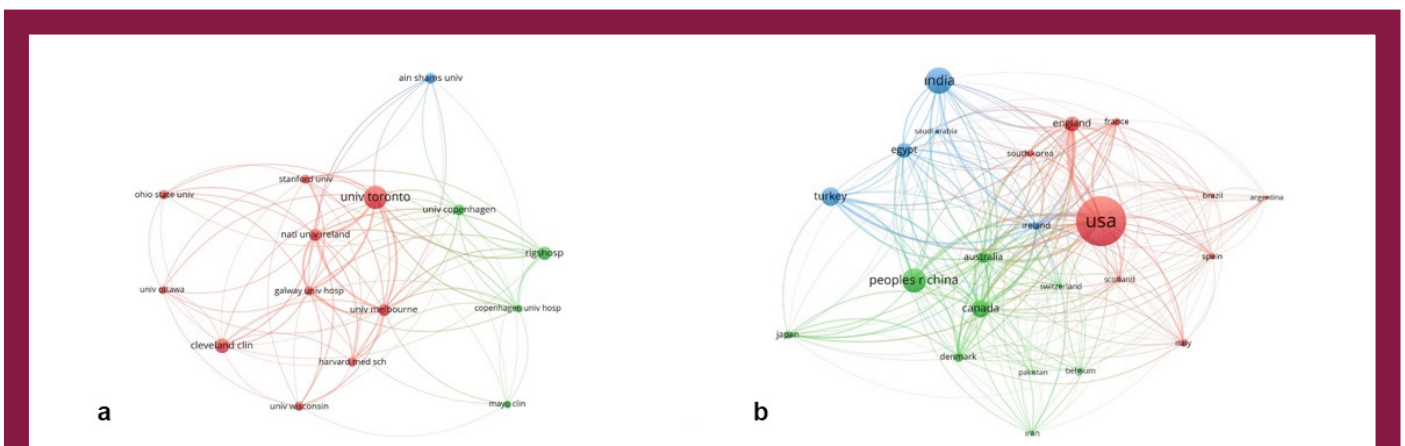 ain shams univ
stanford univ
ohio state univ
univ toronto
univ copenhagen
natl univ ireland
rigshosp
univ ottawa
galway univ hosp
univ melbourne
copenhagen univ hosp
cleveland clin
harvard med sch
univ wisconsin
mayo clin
a
india
saudi arabia
england
france
egypt
south korea
turkey
usa
brazil
argentina
ireland
australia
spain
peoples r china
switzerland
scotland
canada
japan
denmark
italy
pakistan
belgium
iran
b